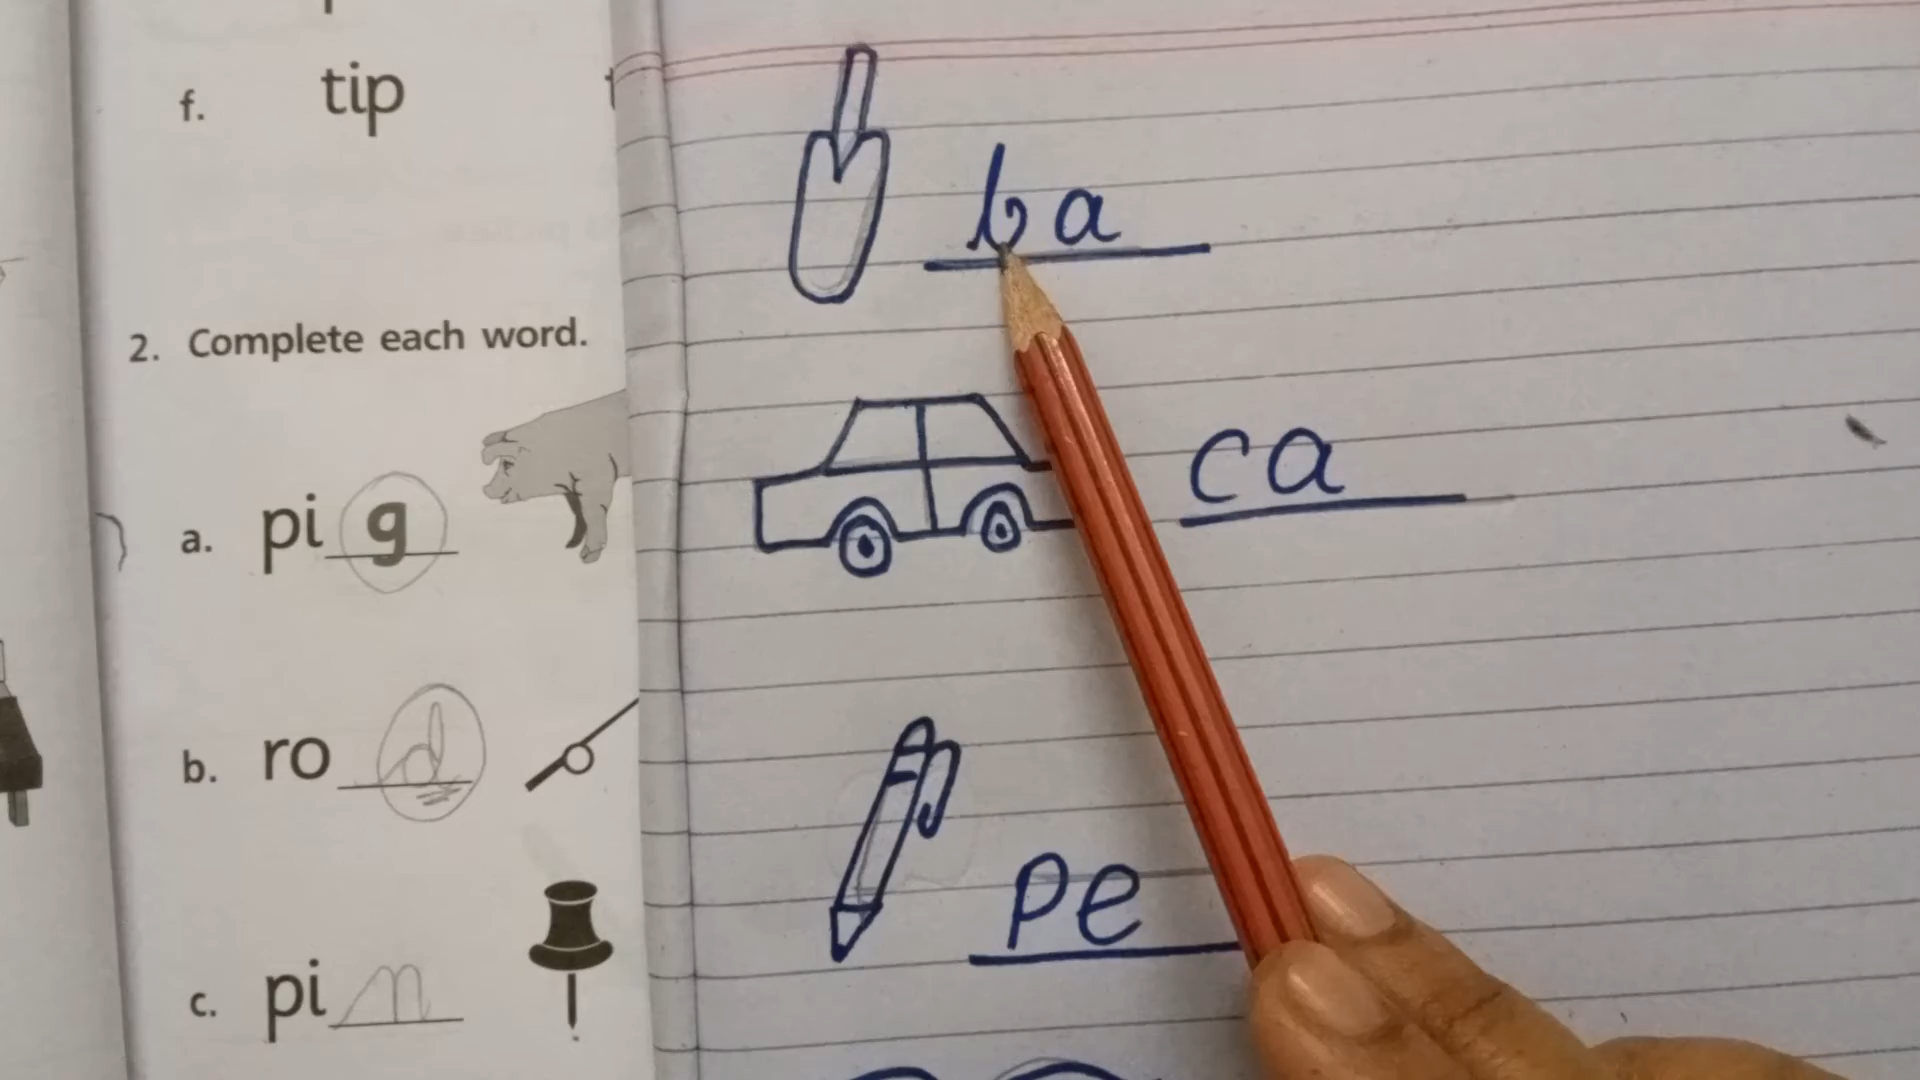 f. tip
2. Complete each word.
a. pi g
b. ro d
c. pi n
ba
ca
pe